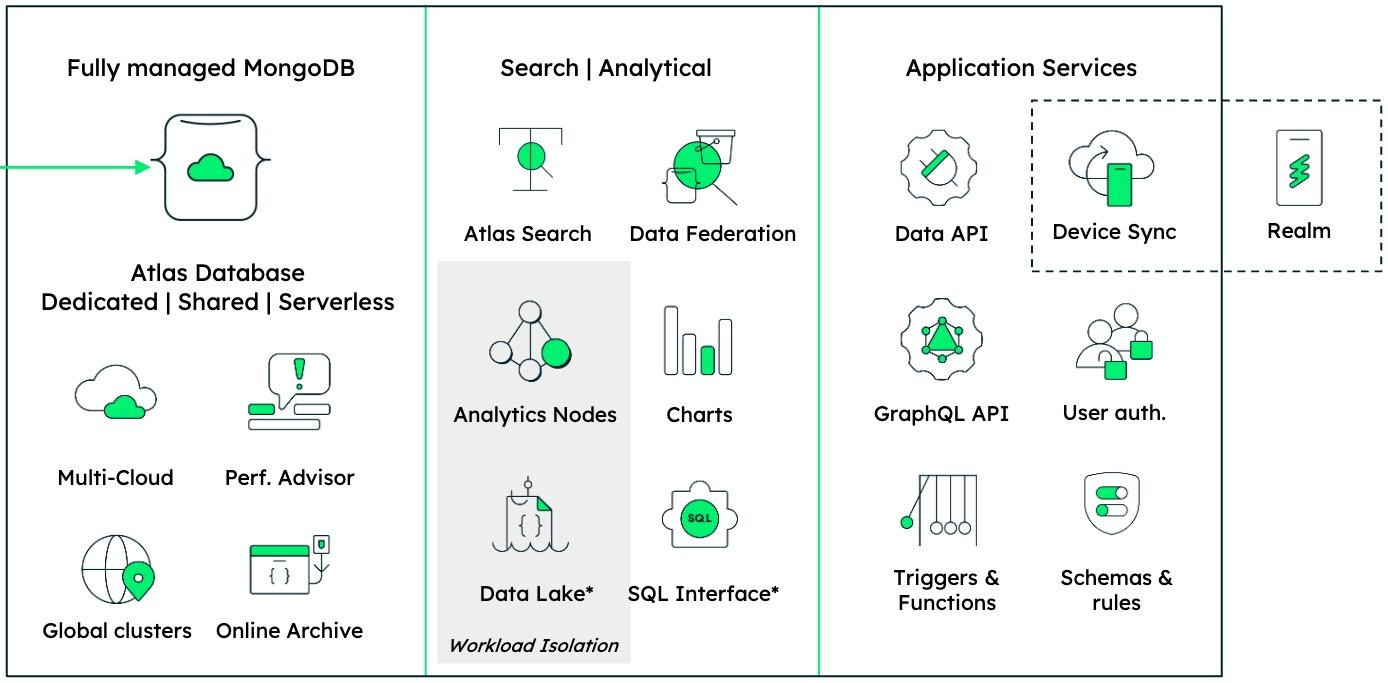 Fully managed MongoDB
Atlas Database
Dedicated | Shared | Serverless
Multi-Cloud
Perf. Advisor
Global clusters
Online Archive
Search | Analytical
Atlas Search
Data Federation
Analytics Nodes
Charts
SQL
Data Lake*
SQL Interface*
Workload Isolation
Application Services
Data API
Device Sync
Realm
GraphQL API
User auth.
Triggers &
Functions
Schemas &
rules